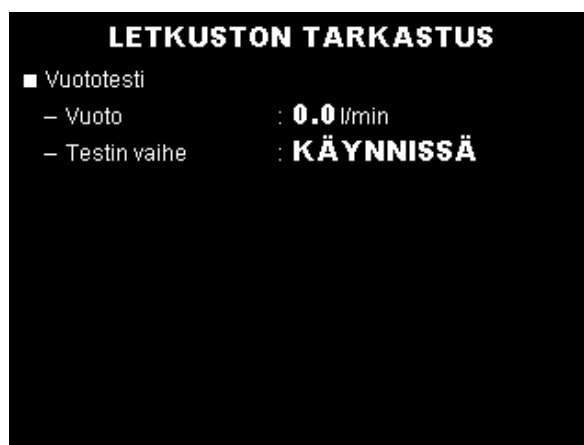 LETKUSTON TARKASTUS
■ Vuototesti
– Vuoto : 0.0 l/min
– Testin vaihe : KÄYNNISSÄ